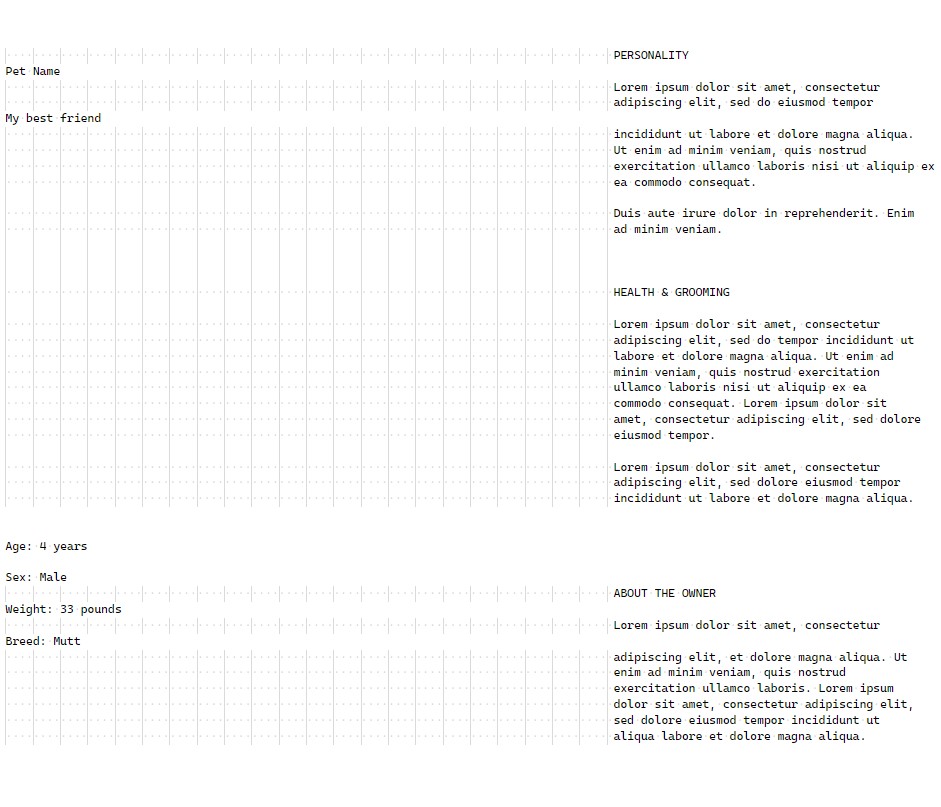 Pet Name
My best friend
Age: 4 years
Sex: Male
Weight: 33 pounds
Breed: Mutt
PERSONALITY
Lorem ipsum dolor sit amet, consectetur
adipiscing elit, sed do eiusmod tempor
incididunt ut labore et dolore magna aliqua.
Ut enim ad minim veniam, quis nostrud
exercitation ullamco laboris nisi ut aliquip ex
ea commodo consequat.
Duis aute irure dolor in reprehenderit. Enim
ad minim veniam.
HEALTH & GROOMING
Lorem ipsum dolor sit amet, consectetur
adipiscing elit, sed do tempor incididunt ut
labore et dolore magna aliqua. Ut enim ad
minim veniam, quis nostrud exercitation
ullamco laboris nisi ut aliquip ex ea
commodo consequat. Lorem ipsum dolor sit
amet, consectetur adipiscing elit, sed dolore
eiusmod tempor.
Lorem ipsum dolor sit amet, consectetur
adipiscing elit, sed dolore eiusmod tempor
incididunt ut labore et dolore magna aliqua.
ABOUT THE OWNER
Lorem ipsum dolor sit amet, consectetur
adipiscing elit, et dolore magna aliqua. Ut
enim ad minim veniam, quis nostrud
exercitation ullamco laboris. Lorem ipsum
dolor sit amet, consectetur adipiscing elit,
sed dolore eiusmod tempor incididunt ut
aliqua labore et dolore magna aliqua.